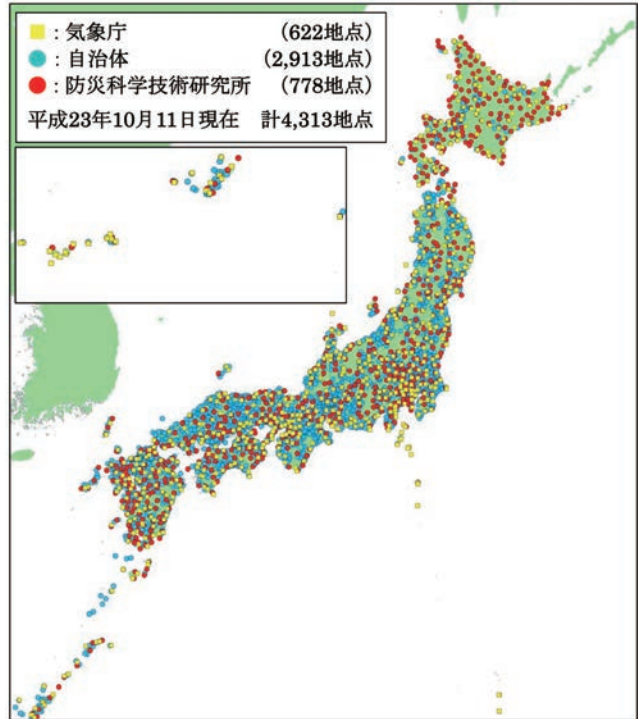 ：気象庁 (622地点)
：自治体 (2,913地点)
：防災科学技術研究所 (778地点)
平成23年10月11日現在 計4,313地点